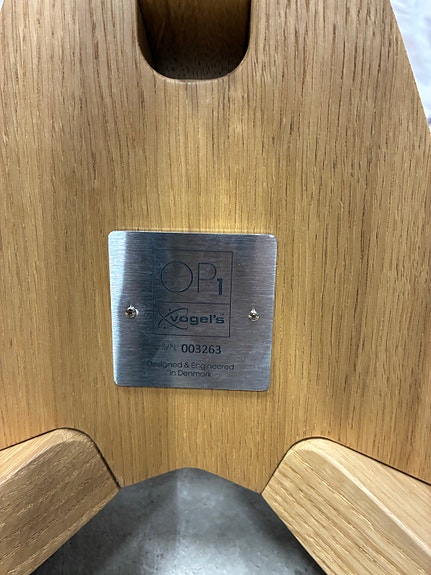 OP1
vogel's
S/N: 003263
Designed & Engineered
in Denmark